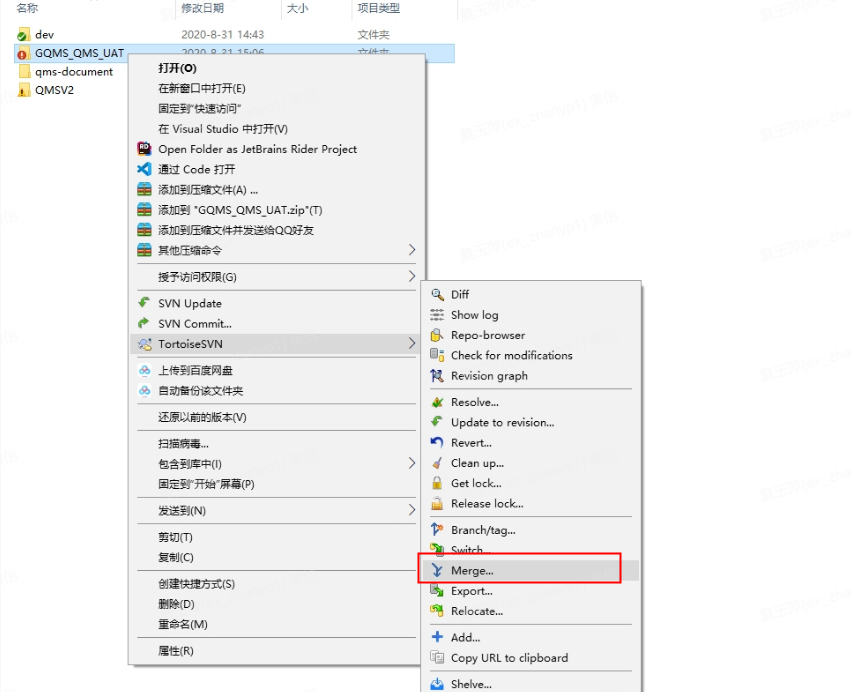 名称 修改日期 大小 项目类型
dev 2020-8-31 14:43 文件夹
GQMS_QMS_UAT 2020-8-31 15:06 文件夹
qms-document
QMSV2
打开(O)
在新窗口中打开(E)
固定到"快速访问"
在 Visual Studio 中打开(V)
Open Folder as JetBrains Rider Project
通过 Code 打开
添加到压缩文件(A) ...
添加到 "GQMS_QMS_UAT.zip"(T)
添加到压缩文件并发送给QQ好友
其他压缩命令
授予访问权限(G)
SVN Update
SVN Commit...
TortoiseSVN
上传到百度网盘
自动备份该文件夹
还原以前的版本(V)
扫描病毒...
包含到库中(I)
固定到"开始"屏幕(P)
发送到(N)
剪切(T)
复制(C)
创建快捷方式(S)
删除(D)
重命名(M)
属性(R)
Diff
Show log
Repo-browser
Check for modifications
Revision graph
Resolve...
Update to revision...
Revert...
Clean up...
Get lock...
Release lock...
Branch/tag...
Switch...
Merge...
Export...
Relocate...
Add...
Copy URL to clipboard
Shelve...